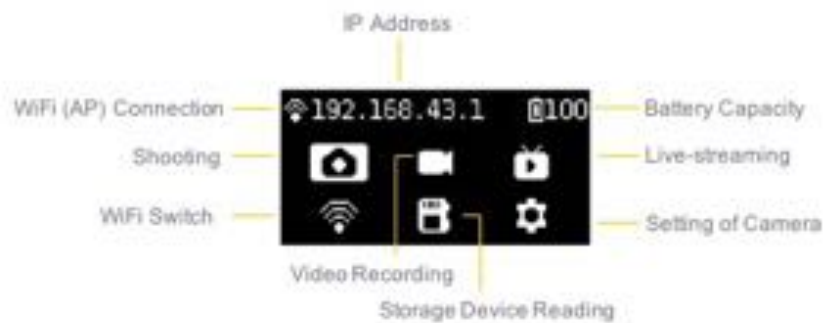 IP Address
WiFi (AP) Connection
192.168.43.1
100
Battery Capacity
Shooting
Live-streaming
WiFi Switch
Setting of Camera
Video Recording
Storage Device Reading